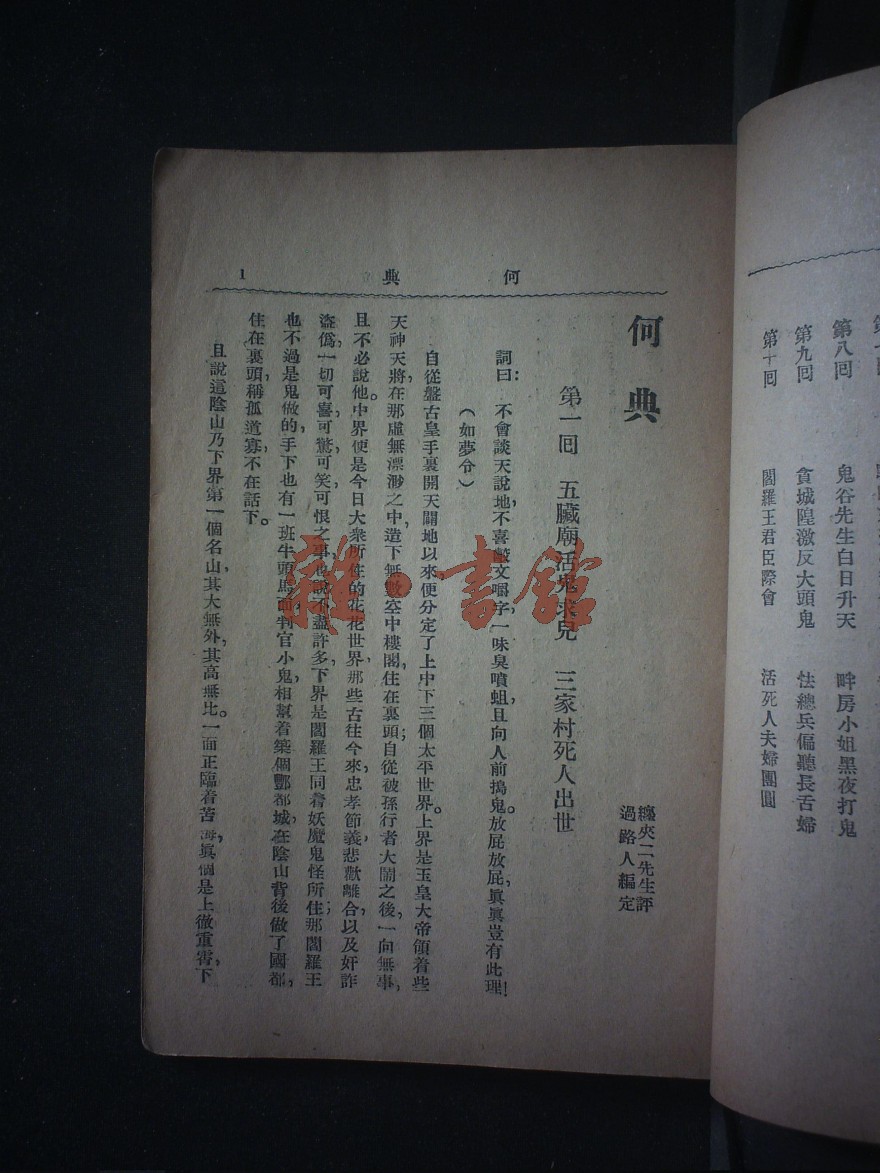 第八回　鬼谷先生白日升天　畔房小姐黑夜打鬼
第九回　貪城隍激反大頭鬼　怯總兵偏聽長舌婦
第十回　閻羅王君臣際會　活死人夫婦團圓
何　典　1
何典
纏夾二先生評
過路人編定
第一回　五臟廟活鬼求兒　三家村死人出世
詞曰：　不會談天說地，不喜齩文嚼字，一味臭噴蛆，且向人前搗鬼。放屁放屁，真真豈有此理！
（如夢令）
自從盤古皇手裏開天闢地以來，便分定了上中下三個太平世界。上界是玉皇大帝領着些
天神天將，在那虛無漂渺之中，造下無數空中樓閣，住在裏頭；自從被孫行者大鬧之後，一向無事，
且不必說他。中界便是今日大衆所住的花花世界，那些古往今來忠孝節義，悲歡離合，以及奸詐
盜偽，一切可喜可驚可笑可恨之事，也說不盡許多。下界是閻羅王同着妖魔鬼怪所住。那閻羅王
也不過是鬼做的，手下也有一班牛頭馬面，判官小鬼，相幫着築個酆都城，在陰山背後做了國都，
住在裏頭稱孤道寡，不在話下。
且說這陰山乃下界第一個名山，其大無外，其高無比。一面正臨着苦海，真個是上徹重霄，下
雜·書館